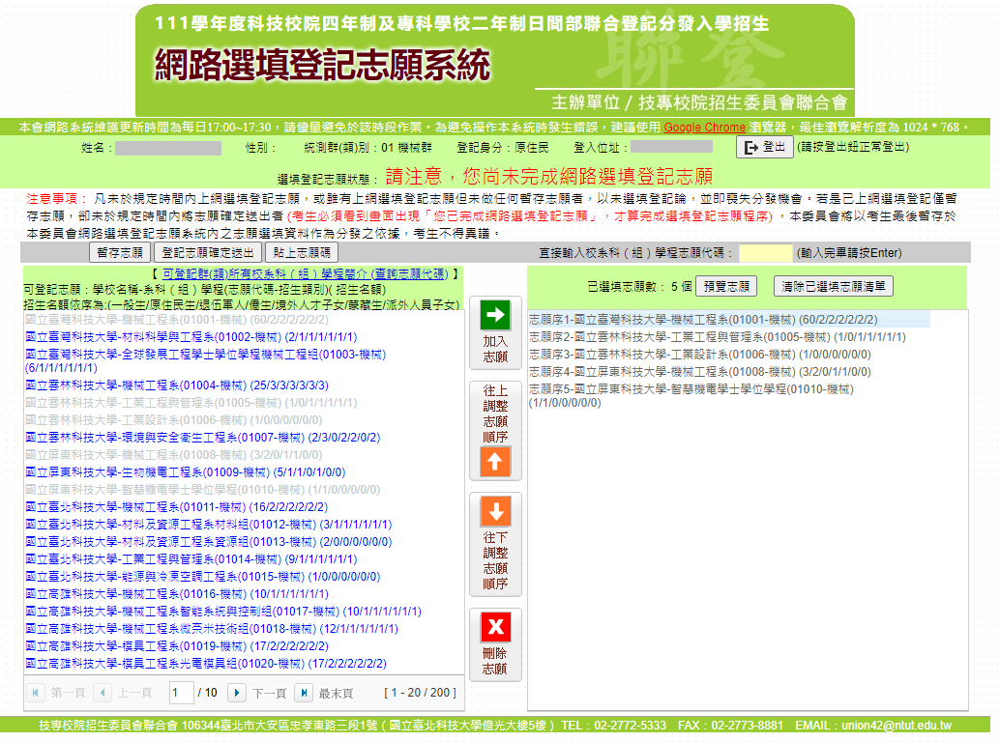 111學年度科技校院四年制及專科學校二年制日間部聯合登記分發入學招生
網路選填登記志願系統
聯登
主辦單位 / 技專校院招生委員會聯合會
本會網路系統維護更新時間為每日17:00~17:30，請儘量避免於該時段作業。為避免操作本系統時發生錯誤，建議使用 Google Chrome 瀏覽器，最佳瀏覽解析度為 1024 * 768。
姓名： 性別： 統測群(類)別：01 機械群 登記身分：原住民 登入位址： 登出 (請按登出鈕正常登出)
選填登記志願狀態： 請注意，您尚未完成網路選填登記志願
注意事項： 凡未於規定時間內上網選填登記志願，或雖有上網選填登記志願但未做任何暫存志願者，以未選填登記論，並即喪失分發機會。若是已上網選填登記僅暫
存志願，卻未於規定時間內將志願確定送出者 (考生必須看到畫面出現「您已完成網路選填登記志願」，才算完成選填登記志願程序) ，本委員會將以考生最後暫存於
本委員會網路選填登記志願系統內之志願選填資料作為分發之依據，考生不得異議。
暫存志願 登記志願確定送出 貼上志願碼 直接輸入校系科（組）學程志願代碼： (輸入完畢請按Enter)
【 可登記群(類)所有校系科（組）學程簡介 (查詢志願代碼) 】
可登記志願：學校名稱-系科（組）學程(志願代碼-招生類別)( 招生名額)
招生名額依序為:(一般生/原住民生/退伍軍人/僑生/境外人才子女/蒙藏生/派外人員子女)
國立臺灣科技大學-機械工程系(01001-機械) (60/2/2/2/2/2/2)
國立臺灣科技大學-材料科學與工程系(01002-機械) (2/1/1/1/1/1/1)
國立臺灣科技大學-全球發展工程學士學位學程機械工程組(01003-機械)
(6/1/1/1/1/1/1)
國立雲林科技大學-機械工程系(01004-機械) (25/3/3/3/3/3/3)
國立雲林科技大學-工業工程與管理系(01005-機械) (1/0/1/1/1/1/1)
國立雲林科技大學-工業設計系(01006-機械) (1/0/0/0/0/0/0)
國立雲林科技大學-環境與安全衛生工程系(01007-機械) (2/3/0/2/2/0/2)
國立屏東科技大學-機械工程系(01008-機械) (3/2/0/1/1/0/0)
國立屏東科技大學-生物機電工程系(01009-機械) (5/1/1/0/1/0/0)
國立屏東科技大學-智慧機電學士學位學程(01010-機械) (1/1/0/0/0/0/0)
國立臺北科技大學-機械工程系(01011-機械) (16/2/2/2/2/2/2)
國立臺北科技大學-材料及資源工程系材料組(01012-機械) (3/1/1/1/1/1/1)
國立臺北科技大學-材料及資源工程系資源組(01013-機械) (2/0/0/0/0/0/0)
國立臺北科技大學-工業工程與管理系(01014-機械) (9/1/1/1/1/1/1)
國立臺北科技大學-能源與冷凍空調工程系(01015-機械) (1/0/0/0/0/0/0)
國立高雄科技大學-機械工程系(01016-機械) (10/1/1/1/1/1/1)
國立高雄科技大學-機械工程系智能系統與控制組(01017-機械) (10/1/1/1/1/1/1)
國立高雄科技大學-機械工程系微奈米技術組(01018-機械) (12/1/1/1/1/1/1)
國立高雄科技大學-模具工程系(01019-機械) (17/2/2/2/2/2/2)
國立高雄科技大學-模具工程系光電模具組(01020-機械) (17/2/2/2/2/2/2)
第一頁 上一頁 1 / 10 下一頁 最末頁 [ 1 - 20 / 200 ]
加入
志願
往上
調整
志願
順序
往下
調整
志願
順序
刪除
志願
已選填志願數： 5 個 預覽志願 清除已選填志願清單
志願序1-國立臺灣科技大學-機械工程系(01001-機械) (60/2/2/2/2/2/2)
志願序2-國立雲林科技大學-工業工程與管理系(01005-機械) (1/0/1/1/1/1/1)
志願序3-國立雲林科技大學-工業設計系(01006-機械) (1/0/0/0/0/0/0)
志願序4-國立屏東科技大學-機械工程系(01008-機械) (3/2/0/1/1/0/0)
志願序5-國立屏東科技大學-智慧機電學士學位學程(01010-機械)
(1/1/0/0/0/0/0)
技專校院招生委員會聯合會 106344臺北市大安區忠孝東路三段1號（國立臺北科技大學億光大樓5樓） TEL：02-2772-5333 FAX：02-2773-8881 EMAIL：union42@ntut.edu.tw